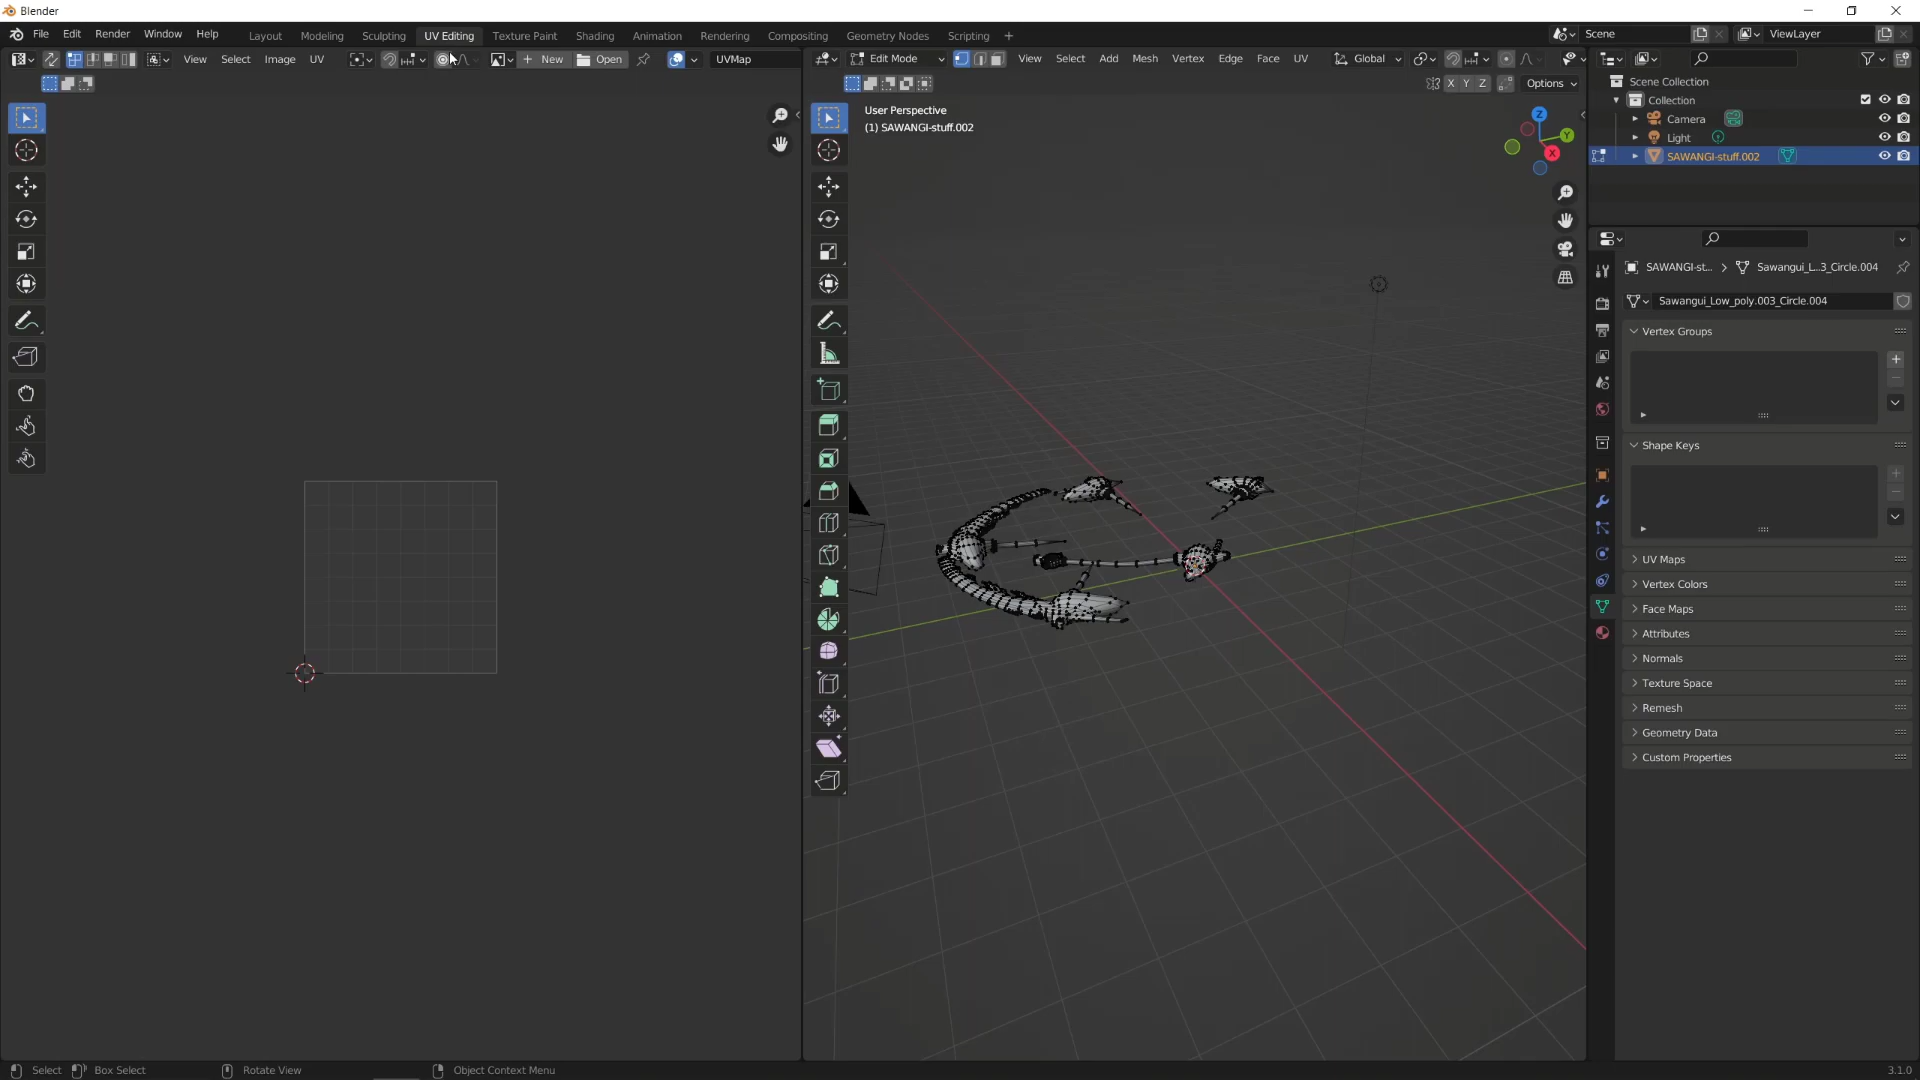 Blender
File Edit Render Window Help Layout Modeling Sculpting UV Editing Texture Paint Shading Animation Rendering Compositing Geometry Nodes Scripting + Scene ViewLayer
View Select Image UV New Open UVMap
Edit Mode View Select Add Mesh Vertex Edge Face UV Global
X Y Z Options
User Perspective
(1) SAWANGI-stuff.002
Z
Y
X
Scene Collection
Collection
Camera
Light
SAWANGI-stuff.002
SAWANGI-st... > Sawangui_L..3_Circle.004
Sawangui_Low_poly.003_Circle.004
Vertex Groups
Shape Keys
UV Maps
Vertex Colors
Face Maps
Attributes
Normals
Texture Space
Remesh
Geometry Data
Custom Properties
Select Box Select Rotate View Object Context Menu 3.1.0